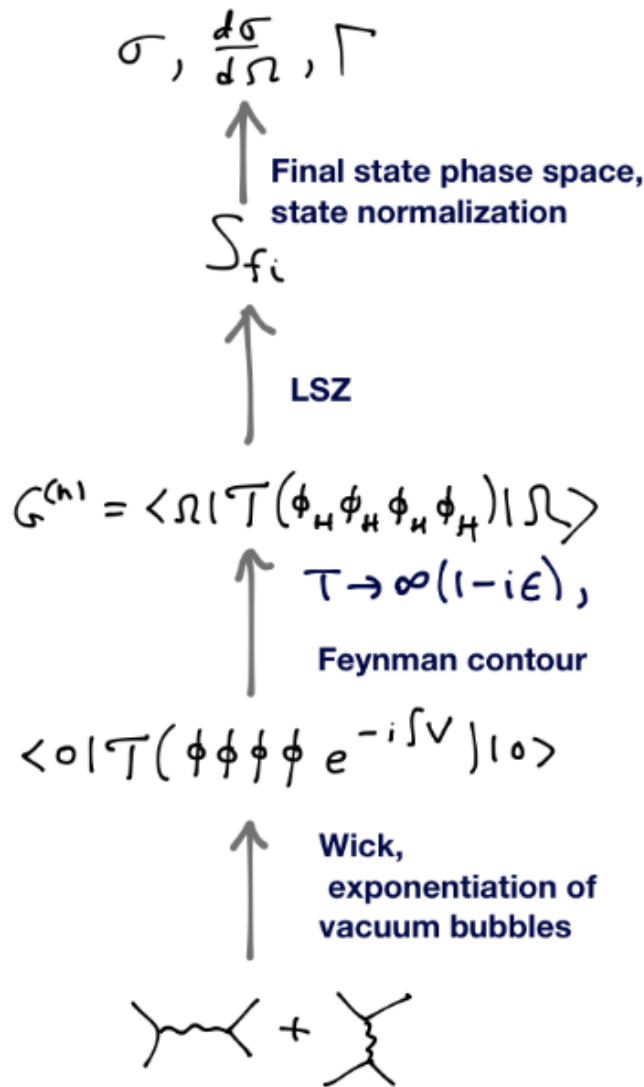 σ, dσ/dΩ, Γ
Final state phase space,
state normalization
S_fi
LSZ
G^(n) = <Ω|T(ϕ_H ϕ_H ϕ_H ϕ_H)|Ω>
T → ∞(1-iϵ),
Feynman contour
<0|T(ϕ ϕ ϕ ϕ e^{-i∫V})|0>
Wick,
exponentiation of
vacuum bubbles
+